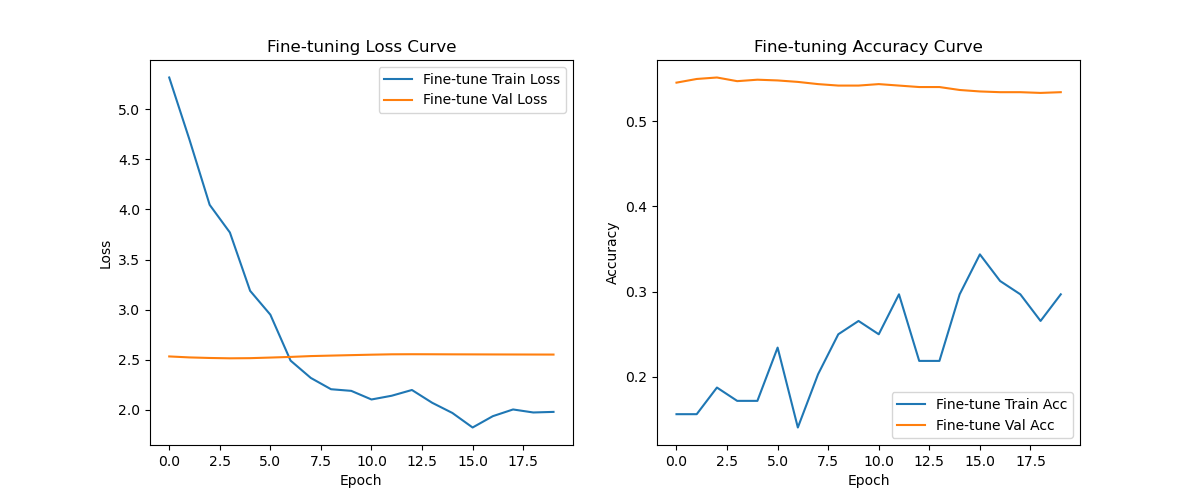 Fine-tuning Loss Curve
Fine-tune Train Loss
Fine-tune Val Loss
Loss
5.0
4.5
4.0
3.5
3.0
2.5
2.0
0.0 2.5 5.0 7.5 10.0 12.5 15.0 17.5
Epoch
Fine-tuning Accuracy Curve
Accuracy
0.5
0.4
0.3
0.2
Fine-tune Train Acc
Fine-tune Val Acc
0.0 2.5 5.0 7.5 10.0 12.5 15.0 17.5
Epoch